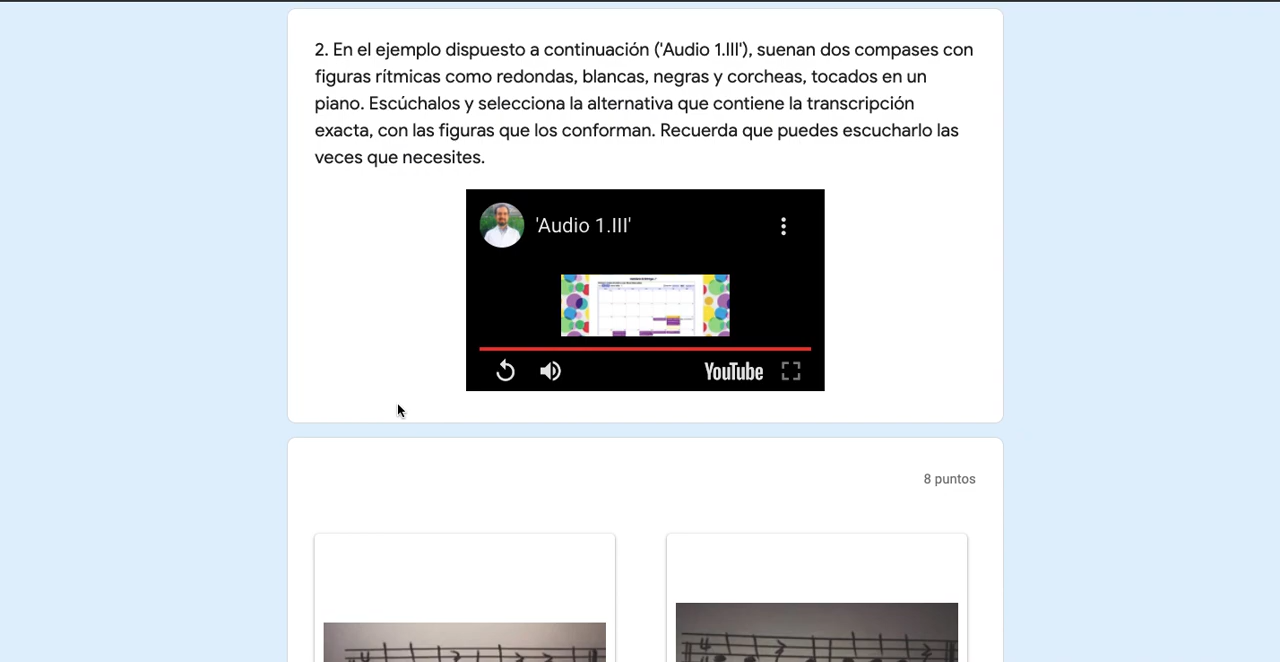 2. En el ejemplo dispuesto a continuación ('Audio 1.III'), suenan dos compases con
figuras rítmicas como redondas, blancas, negras y corcheas, tocados en un
piano. Escúchalos y selecciona la alternativa que contiene la transcripción
exacta, con las figuras que los conforman. Recuerda que puedes escucharlo las
veces que necesites.
'Audio 1.III'
YouTube
8 puntos